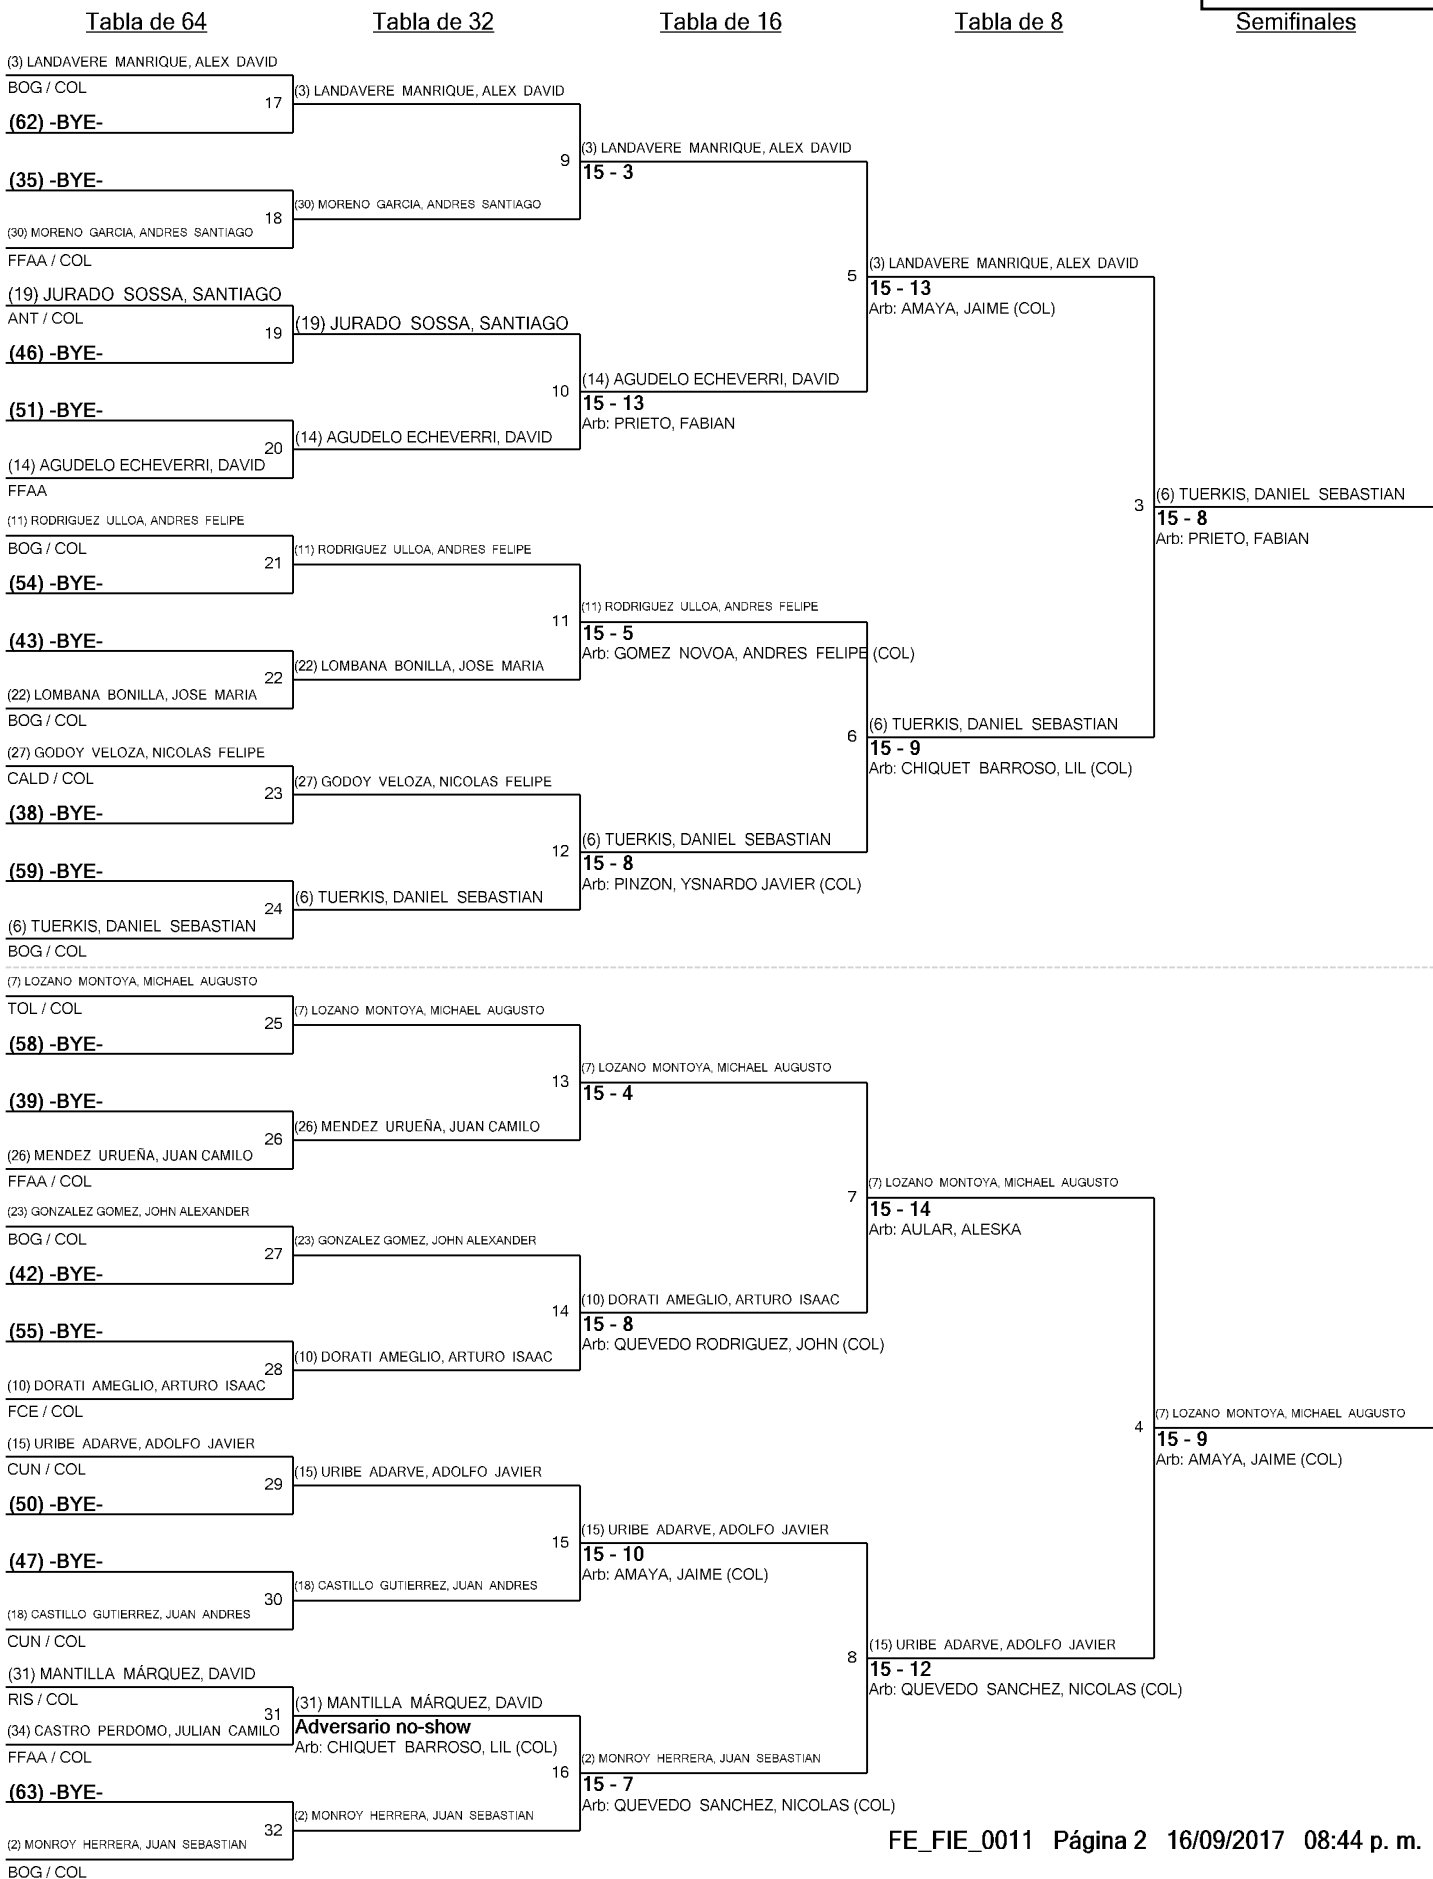 Tabla de 64
Tabla de 32
Tabla de 16
Tabla de 8
Semifinales
(3) LANDAVERE MANRIQUE, ALEX DAVID
BOG / COL
17
(62) -BYE-
(3) LANDAVERE MANRIQUE, ALEX DAVID
9
(3) LANDAVERE MANRIQUE, ALEX DAVID
15 - 3
(35) -BYE-
18
(30) MORENO GARCIA, ANDRES SANTIAGO
FFAA / COL
(30) MORENO GARCIA, ANDRES SANTIAGO
5
(3) LANDAVERE MANRIQUE, ALEX DAVID
15 - 13
Arb: AMAYA, JAIME (COL)
(19) JURADO SOSSA, SANTIAGO
ANT / COL
19
(46) -BYE-
(19) JURADO SOSSA, SANTIAGO
10
(14) AGUDELO ECHEVERRI, DAVID
15 - 13
Arb: PRIETO, FABIAN
(51) -BYE-
20
(14) AGUDELO ECHEVERRI, DAVID
FFAA
(14) AGUDELO ECHEVERRI, DAVID
3
(6) TUERKIS, DANIEL SEBASTIAN
15 - 8
Arb: PRIETO, FABIAN
(11) RODRIGUEZ ULLOA, ANDRES FELIPE
BOG / COL
21
(54) -BYE-
(11) RODRIGUEZ ULLOA, ANDRES FELIPE
11
(11) RODRIGUEZ ULLOA, ANDRES FELIPE
15 - 5
Arb: GOMEZ NOVOA, ANDRES FELIPE (COL)
(43) -BYE-
22
(22) LOMBANA BONILLA, JOSE MARIA
BOG / COL
(22) LOMBANA BONILLA, JOSE MARIA
6
(6) TUERKIS, DANIEL SEBASTIAN
15 - 9
Arb: CHIQUET BARROSO, LIL (COL)
(27) GODOY VELOZA, NICOLAS FELIPE
CALD / COL
23
(38) -BYE-
(27) GODOY VELOZA, NICOLAS FELIPE
12
(6) TUERKIS, DANIEL SEBASTIAN
15 - 8
Arb: PINZON, YSNARDO JAVIER (COL)
(59) -BYE-
24
(6) TUERKIS, DANIEL SEBASTIAN
BOG / COL
(6) TUERKIS, DANIEL SEBASTIAN
(7) LOZANO MONTOYA, MICHAEL AUGUSTO
TOL / COL
25
(58) -BYE-
(7) LOZANO MONTOYA, MICHAEL AUGUSTO
13
(7) LOZANO MONTOYA, MICHAEL AUGUSTO
15 - 4
(39) -BYE-
26
(26) MENDEZ URUEÑA, JUAN CAMILO
FFAA / COL
(26) MENDEZ URUEÑA, JUAN CAMILO
7
(7) LOZANO MONTOYA, MICHAEL AUGUSTO
15 - 14
Arb: AULAR, ALESKA
(23) GONZALEZ GOMEZ, JOHN ALEXANDER
BOG / COL
27
(42) -BYE-
(23) GONZALEZ GOMEZ, JOHN ALEXANDER
14
(10) DORATI AMEGLIO, ARTURO ISAAC
15 - 8
Arb: QUEVEDO RODRIGUEZ, JOHN (COL)
(55) -BYE-
28
(10) DORATI AMEGLIO, ARTURO ISAAC
FCE / COL
(10) DORATI AMEGLIO, ARTURO ISAAC
4
(7) LOZANO MONTOYA, MICHAEL AUGUSTO
15 - 9
Arb: AMAYA, JAIME (COL)
(15) URIBE ADARVE, ADOLFO JAVIER
CUN / COL
29
(50) -BYE-
(15) URIBE ADARVE, ADOLFO JAVIER
15
(15) URIBE ADARVE, ADOLFO JAVIER
15 - 10
Arb: AMAYA, JAIME (COL)
(47) -BYE-
30
(18) CASTILLO GUTIERREZ, JUAN ANDRES
CUN / COL
(18) CASTILLO GUTIERREZ, JUAN ANDRES
8
(15) URIBE ADARVE, ADOLFO JAVIER
15 - 12
Arb: QUEVEDO SANCHEZ, NICOLAS (COL)
(31) MANTILLA MÁRQUEZ, DAVID
RIS / COL
31
(34) CASTRO PERDOMO, JULIAN CAMILO
FFAA / COL
(31) MANTILLA MÁRQUEZ, DAVID
Adversario no-show
Arb: CHIQUET BARROSO, LIL (COL)
16
(2) MONROY HERRERA, JUAN SEBASTIAN
15 - 7
Arb: QUEVEDO SANCHEZ, NICOLAS (COL)
(63) -BYE-
32
(2) MONROY HERRERA, JUAN SEBASTIAN
BOG / COL
(2) MONROY HERRERA, JUAN SEBASTIAN
FE_FIE_0011 Página 2 16/09/2017 08:44 p. m.